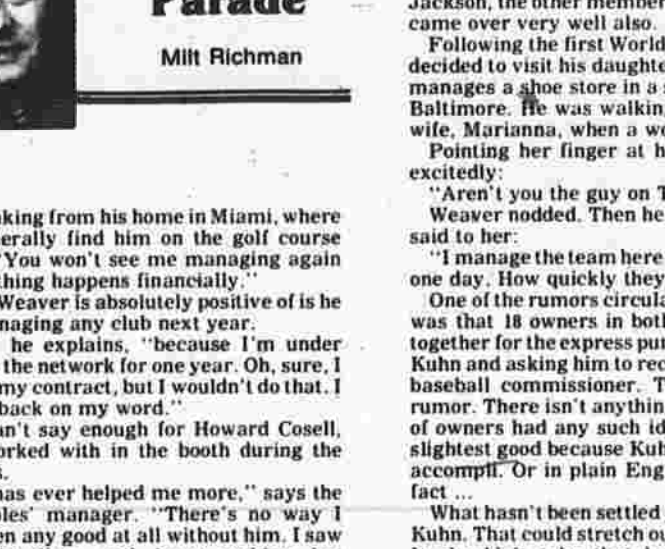 Parade
Milt Richman
king from his home in Miami, where
erally find him on the golf course
"You won't see me managing again
thing happens financially."
Weaver is absolutely positive of is he
naging any club next year.
he explains, "because I'm under
the network for one year. Oh, sure, I
my contract, but I wouldn't do that. I
back on my word."
an't say enough for Howard Cosell,
orked with in the booth during the
s.
has ever helped me more," says the
les' manager. "There's no way I
en any good at all without him. I saw
Jackson, the other member
came over very well also.
Following the first World
decided to visit his daughte
manages a shoe store in a
Baltimore. He was walkin
wife, Marianna, when a wo
Pointing her finger at h
excitedly:
"Aren't you the guy on T
Weaver nodded. Then he
said to her:
"I manage the team here
one day. How quickly they
One of the rumors circula
was that 18 owners in both
together for the express pur
Kuhn and asking him to rec
baseball commissioner. T
rumor. There isn't anythin
of owners had any such id
slightest good because Kuh
accompli. Or in plain Eng
fact ...
What hasn't been settled
Kuhn. That could stretch ou